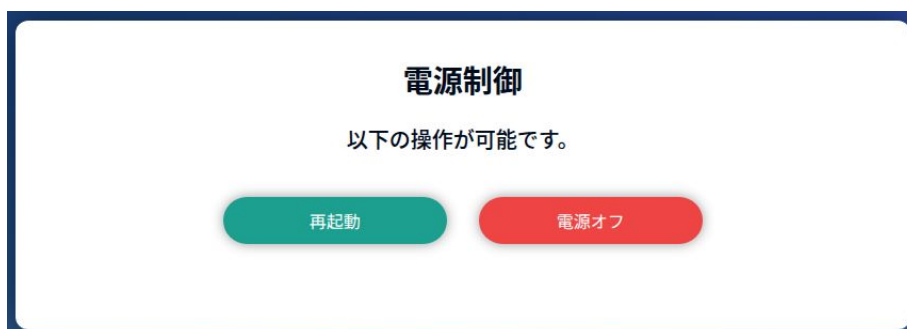 電源制御
以下の操作が可能です。
再起動
電源オフ